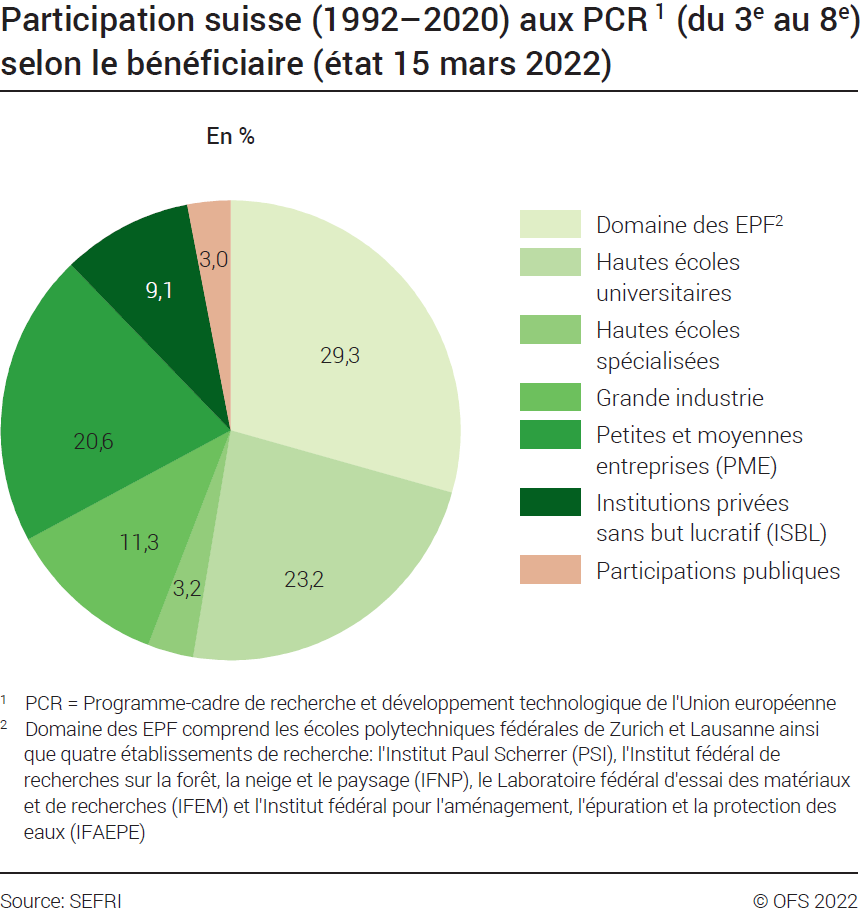 Participation suisse (1992–2020) aux PCR ¹ (du 3ᵉ au 8ᵉ)
selon le bénéficiaire (état 15 mars 2022)
En %
3,0
9,1
29,3
20,6
11,3
3,2
23,2
Domaine des EPF²
Hautes écoles
universitaires
Hautes écoles
spécialisées
Grande industrie
Petites et moyennes
entreprises (PME)
Institutions privées
sans but lucratif (ISBL)
Participations publiques
¹ PCR = Programme-cadre de recherche et développement technologique de l'Union européenne
² Domaine des EPF comprend les écoles polytechniques fédérales de Zurich et Lausanne ainsi
que quatre établissements de recherche: l'Institut Paul Scherrer (PSI), l'Institut fédéral de
recherches sur la forêt, la neige et le paysage (IFNP), le Laboratoire fédéral d'essai des matériaux
et de recherches (IFEM) et l'Institut fédéral pour l'aménagement, l'épuration et la protection des
eaux (IFAEPE)
Source: SEFRI
© OFS 2022